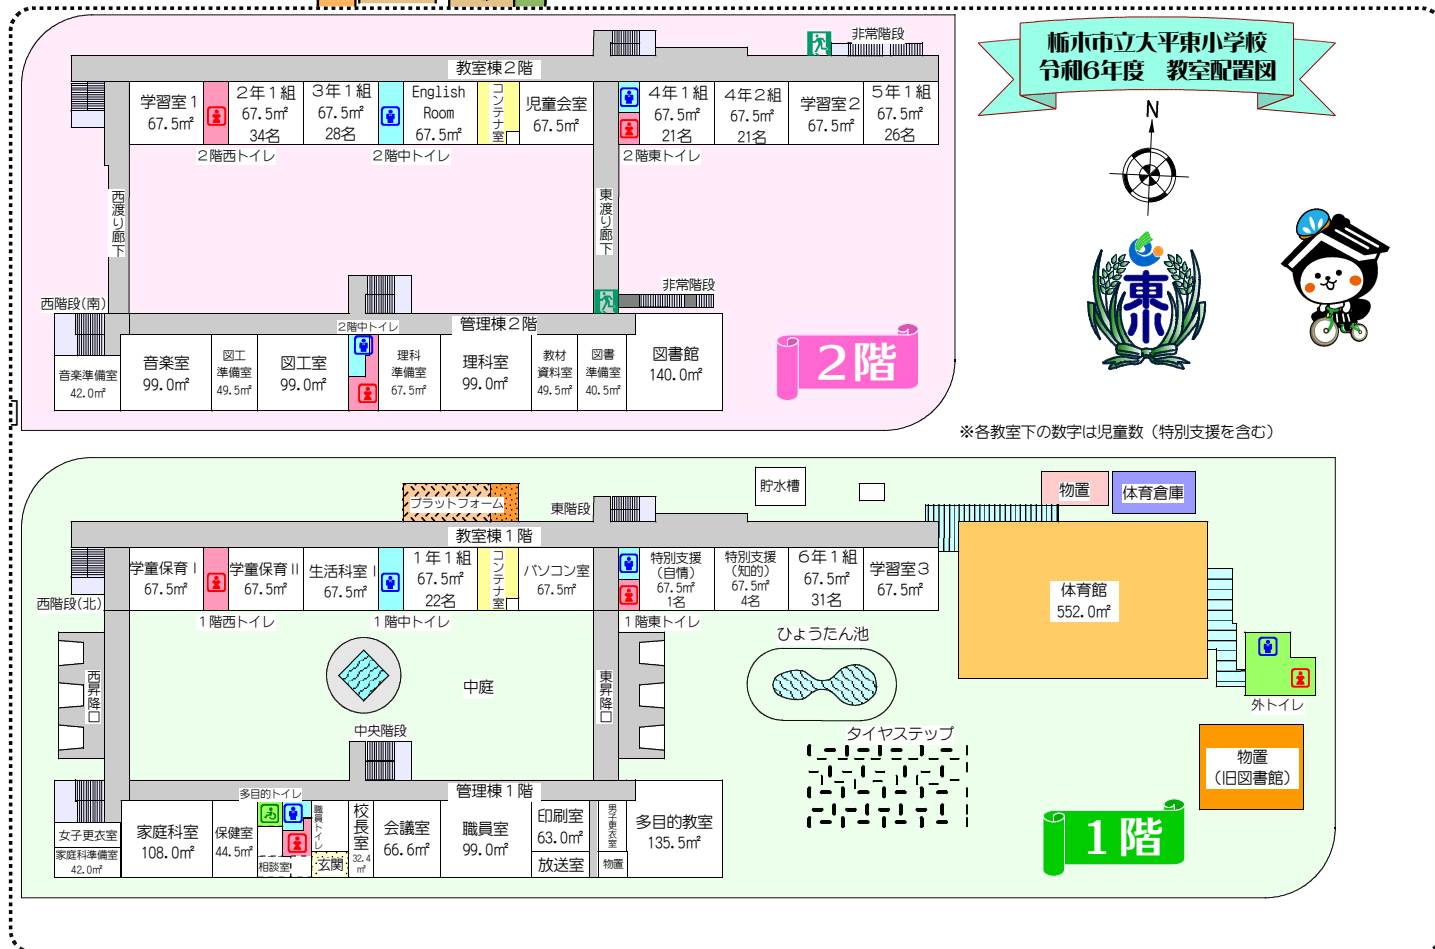 栃木市立大平東小学校
令和6年度　教室配置図
N
東小
※各教室下の数字は児童数（特別支援を含む）
2階
非常階段
教室棟2階
学習室1
67.5㎡
2年1組
67.5㎡
34名
3年1組
67.5㎡
28名
English
Room
67.5㎡
コンテナ室
児童会室
67.5㎡
4年1組
67.5㎡
21名
4年2組
67.5㎡
21名
学習室2
67.5㎡
5年1組
67.5㎡
26名
2階西トイレ
2階中トイレ
2階東トイレ
西渡り廊下
東渡り廊下
非常階段
西階段(南)
2階中トイレ
管理棟2階
音楽準備室
42.0㎡
音楽室
99.0㎡
図工
準備室
49.5㎡
図工室
99.0㎡
理科
準備室
67.5㎡
理科室
99.0㎡
教材
資料室
49.5㎡
図書
準備室
40.5㎡
図書館
140.0㎡
貯水槽
物置
体育倉庫
プラットフォーム
東階段
教室棟1階
学童保育Ⅰ
67.5㎡
学童保育Ⅱ
67.5㎡
生活科室Ⅰ
67.5㎡
1年1組
67.5㎡
22名
コンテナ室
パソコン室
67.5㎡
特別支援
(自情)
67.5㎡
1名
特別支援
(知的)
67.5㎡
4名
6年1組
67.5㎡
31名
学習室3
67.5㎡
体育館
552.0㎡
西階段(北)
1階西トイレ
1階中トイレ
1階東トイレ
ひょうたん池
西昇降口
中庭
東昇降口
外トイレ
中央階段
タイヤステップ
物置
(旧図書館)
多目的トイレ
管理棟1階
女子更衣室
家庭科準備室
42.0㎡
家庭科室
108.0㎡
保健室
44.5㎡
相談室
職員トイレ
玄関
校長室
32.4
㎡
会議室
66.6㎡
職員室
99.0㎡
印刷室
63.0㎡
放送室
男子更衣室
物置
多目的教室
135.5㎡
1階